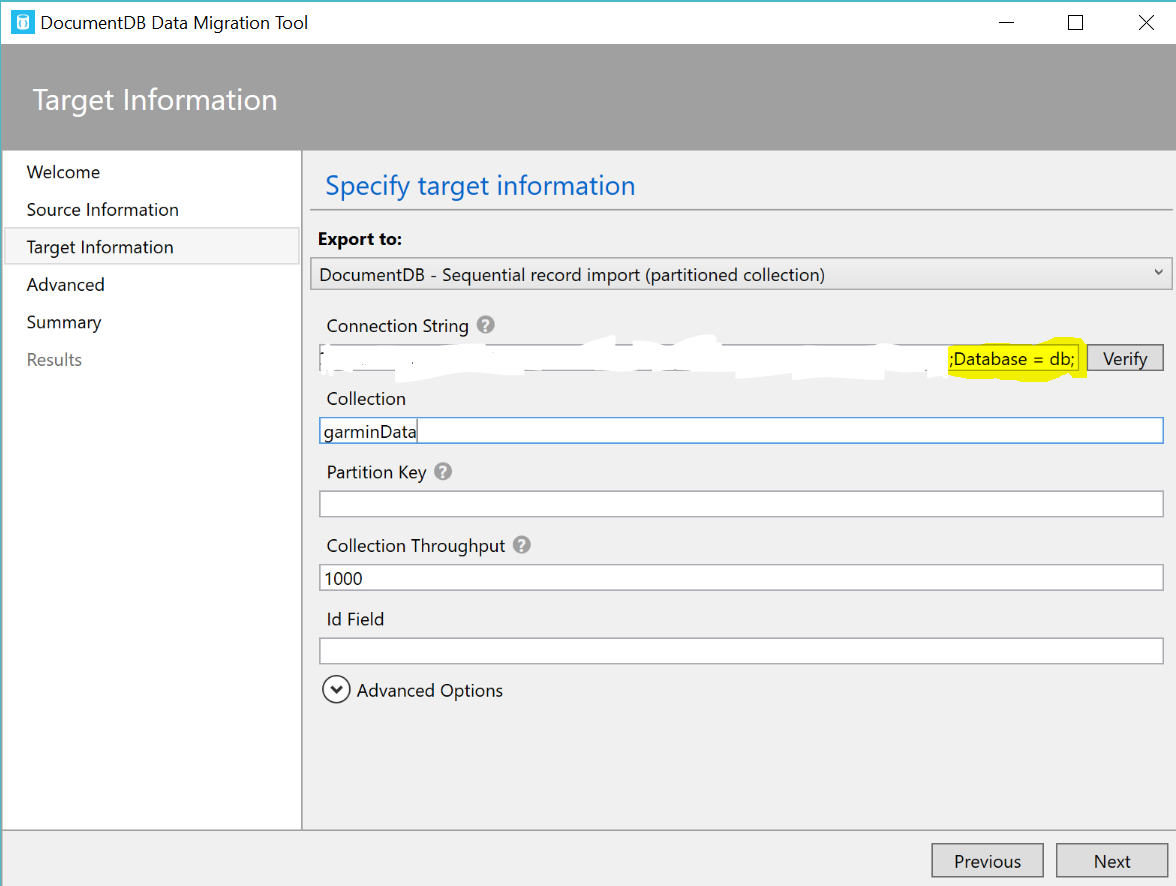 DocumentDB Data Migration Tool
Target Information
Welcome
Source Information
Target Information
Advanced
Summary
Results
Specify target information
Export to:
DocumentDB - Sequential record import (partitioned collection)
Connection String ?
;Database = db; Verify
Collection
garminData
Partition Key ?
Collection Throughput ?
1000
Id Field
Advanced Options
Previous Next